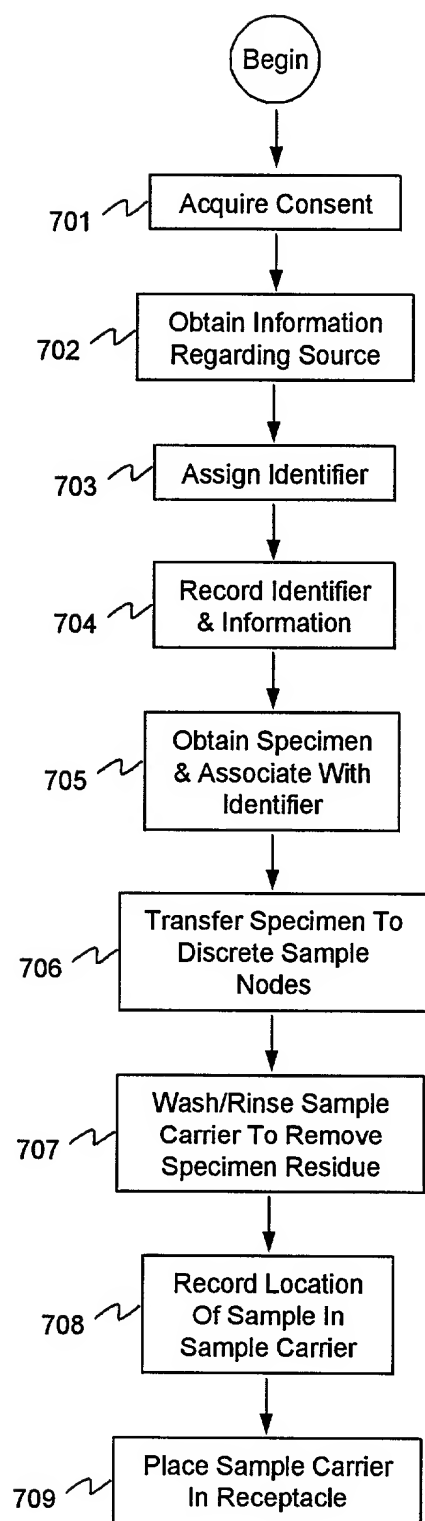 Begin
701
Acquire Consent
702
Obtain Information
Regarding Source
703
Assign Identifier
704
Record Identifier
& Information
705
Obtain Specimen
& Associate With
Identifier
706
Transfer Specimen To
Discrete Sample
Nodes
707
Wash/Rinse Sample
Carrier To Remove
Specimen Residue
708
Record Location
Of Sample In
Sample Carrier
709
Place Sample Carrier
In Receptacle